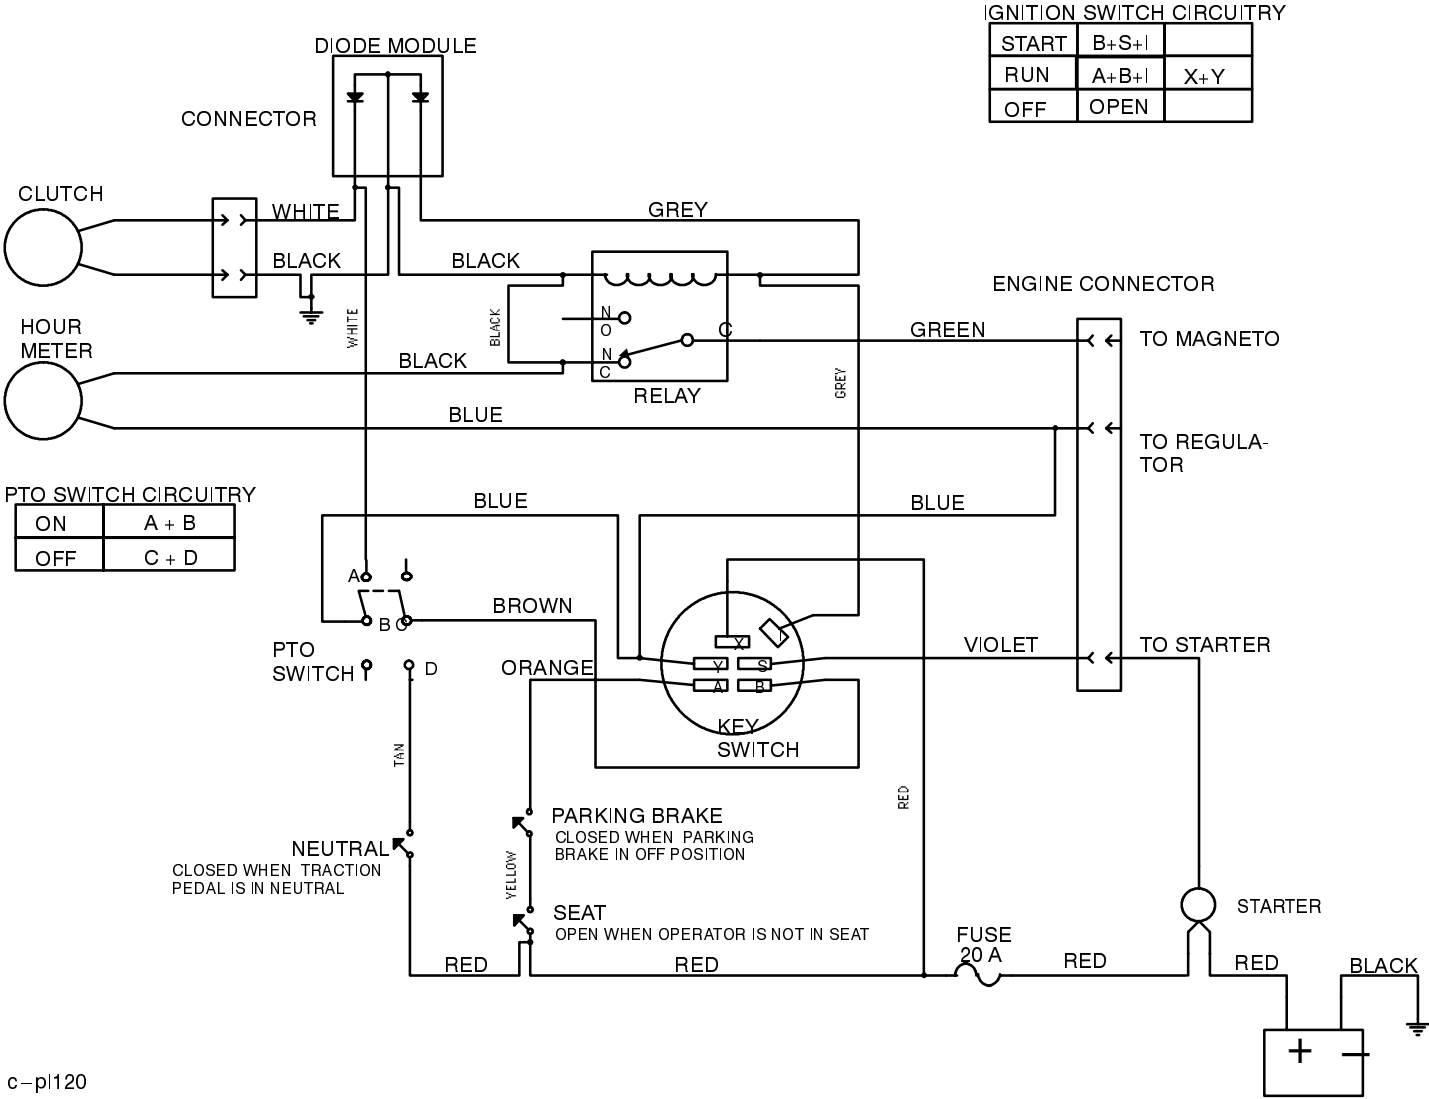 IGNITION SWITCH CIRCUITRY
START B+S+I
RUN A+B+I X+Y
OFF OPEN
DIODE MODULE
CONNECTOR
CLUTCH
WHITE
GREY
BLACK
BLACK
ENGINE CONNECTOR
HOUR
METER
WHITE
BLACK
N
O
C
N
C
RELAY
GREEN
TO MAGNETO
BLACK
GREY
BLUE
TO REGULA-
TOR
PTO SWITCH CIRCUITRY
ON A + B
OFF C + D
BLUE
BLUE
A
B C
BROWN
PTO
SWITCH
D
ORANGE
X
I
Y
S
A
B
KEY
SWITCH
VIOLET
TO STARTER
TAN
RED
NEUTRAL
CLOSED WHEN TRACTION
PEDAL IS IN NEUTRAL
PARKING BRAKE
CLOSED WHEN PARKING
BRAKE IN OFF POSITION
YELLOW
SEAT
OPEN WHEN OPERATOR IS NOT IN SEAT
STARTER
FUSE
20 A
RED
RED
RED
RED
BLACK
+
−
c-pl120